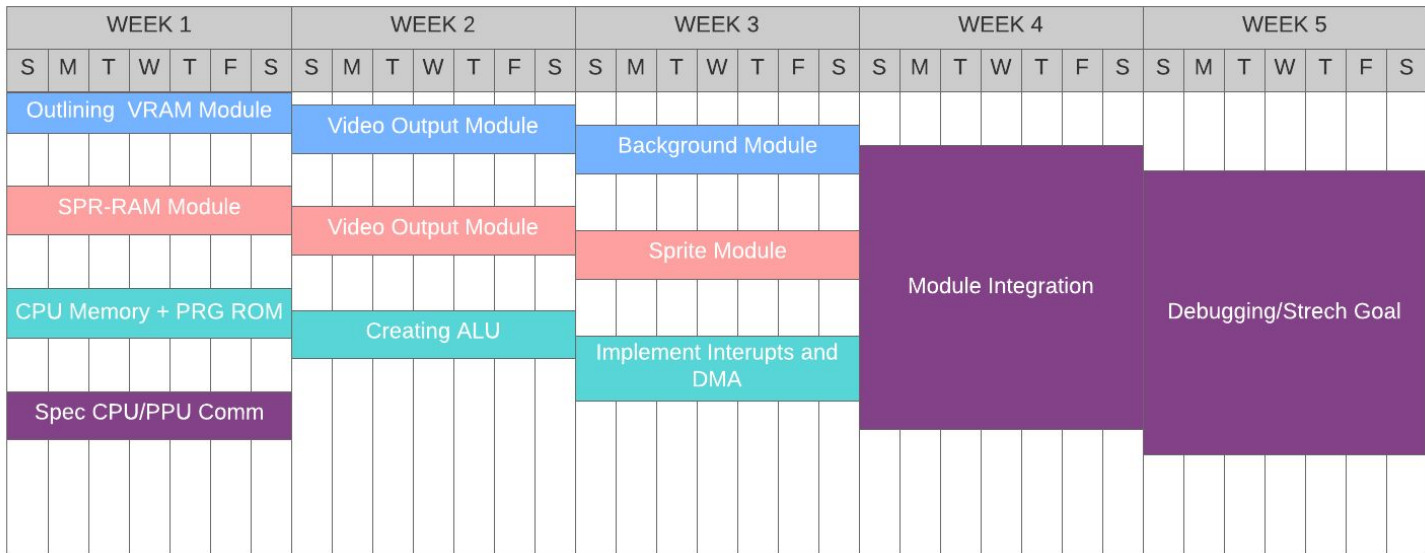 WEEK 1 WEEK 2 WEEK 3 WEEK 4 WEEK 5
S M T W T F S S M T W T F S S M T W T F S S M T W T F S S M T W T F S
Outlining VRAM Module
Video Output Module
Background Module
SPR-RAM Module
Video Output Module
Sprite Module
Module Integration
Debugging/Strech Goal
CPU Memory + PRG ROM
Creating ALU
Implement Interupts and
DMA
Spec CPU/PPU Comm